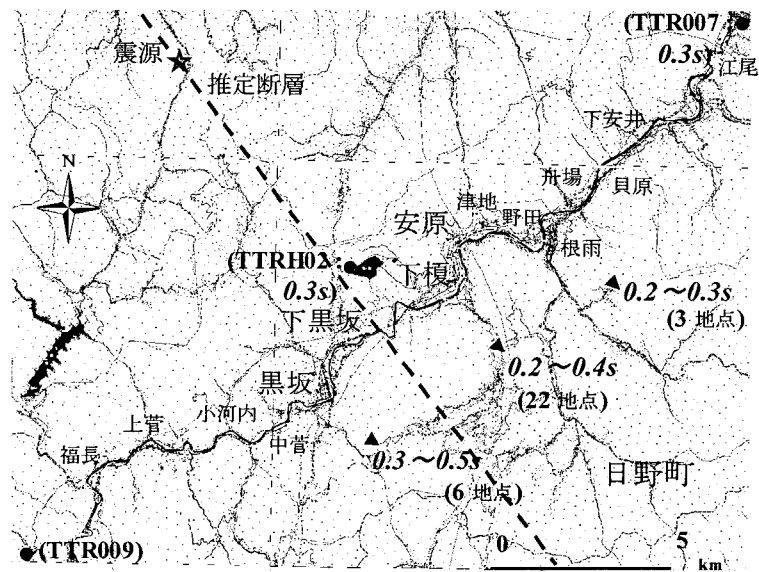 (TTR007
0.3s)
江尾
震源
推定断層
下安井
舟場
貝原
N
津地
野田
安原
根雨
(TTRH02
0.3s)
下榎
0.2～0.3s
(3 地点)
下黒坂
0.2～0.4s
(22 地点)
黒坂
小河内
上菅
中菅
福長
0.3～0.5s
(6 地点)
日野町
(TTR009)
0 5
km